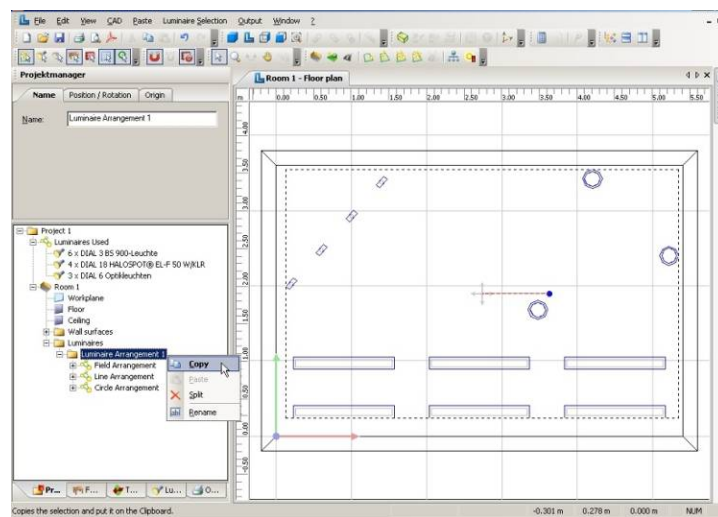 File Edit View CAD Paste Luminaire Selection Output Window ?
Projektmanager
Name Position / Rotation Origin
Name: Luminaire Arrangement 1
Project 1
Luminaires Used
6 x DIAL 3 BS 900-Leuchte
4 x DIAL 18 HALOSPOT® EL-F 50 W/KLR
3 x DIAL 6 Optikleuchten
Room 1
Workplane
Floor
Ceiling
Wall surfaces
Luminaires
Luminaire Arrangement 1
Field Arrangement
Line Arrangement
Circle Arrangement
Copy
Paste
Split
Rename
Pr... F... T... Lu... O...
Room 1 - Floor plan
m 0.00 0.50 1.00 1.50 2.00 2.50 3.00 3.50 4.00 4.50 5.00 5.50
4.00
3.50
3.00
2.50
2.00
1.50
1.00
0.50
0.00
-0.50
Copies the selection and put it on the Clipboard.
-0.301 m 0.278 m 0.000 m NUM